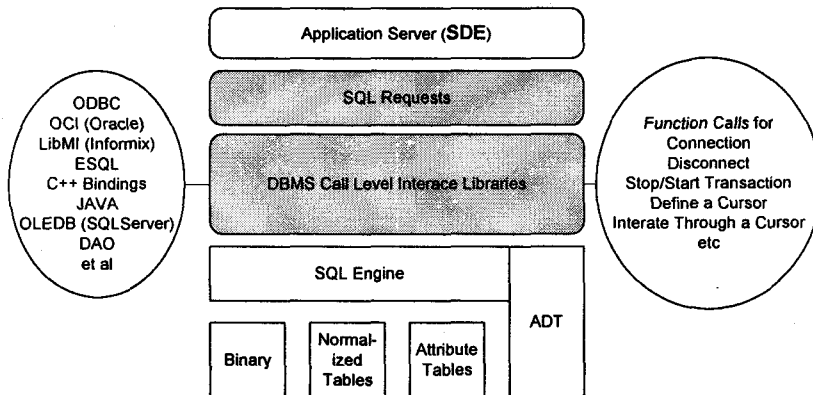 Application Server (SDE)
SQL Requests
ODBC
OCI (Oracle)
LibMI (Informix)
ESQL
C++ Bindings
JAVA
OLEDB (SQLServer)
DAO
et al
DBMS Call Level Interace Libraries
Function Calls for
Connection
Disconnect
Stop/Start Transaction
Define a Cursor
Interate Through a Cursor
etc
SQL Engine
ADT
Binary
Normal-
ized
Tables
Attribute
Tables